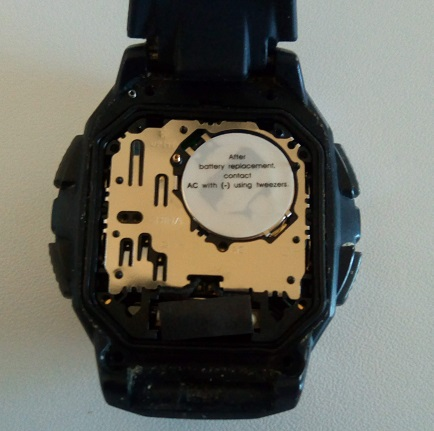 After
battery replacement,
contact
AC with (-) using tweezers.